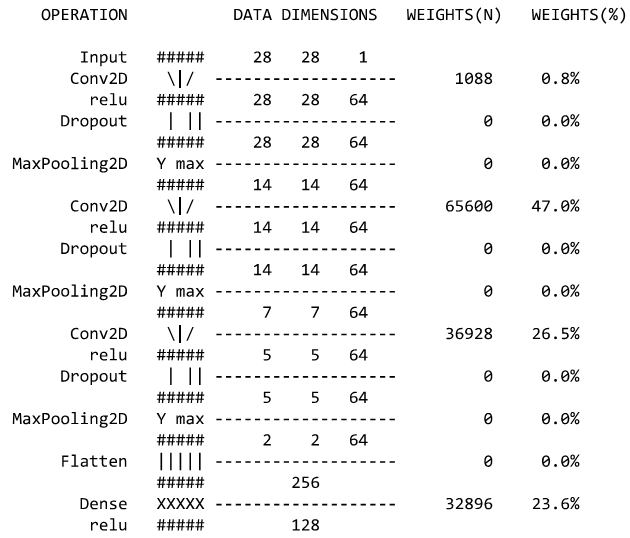 OPERATION           DATA DIMENSIONS   WEIGHTS(N)   WEIGHTS(%)
Input   #####     28   28    1
Conv2D    \|/  -------------------      1088     0.8%
relu   #####     28   28   64
Dropout    | || -------------------         0     0.0%
#####     28   28   64
MaxPooling2D   Y max -------------------         0     0.0%
#####     14   14   64
Conv2D    \|/  -------------------     65600    47.0%
relu   #####     14   14   64
Dropout    | || -------------------         0     0.0%
#####     14   14   64
MaxPooling2D   Y max -------------------         0     0.0%
#####      7    7   64
Conv2D    \|/  -------------------     36928    26.5%
relu   #####      5    5   64
Dropout    | || -------------------         0     0.0%
#####      5    5   64
MaxPooling2D   Y max -------------------         0     0.0%
#####      2    2   64
Flatten   ||||| -------------------         0     0.0%
#####         256
Dense   XXXXX -------------------     32896    23.6%
relu   #####         128